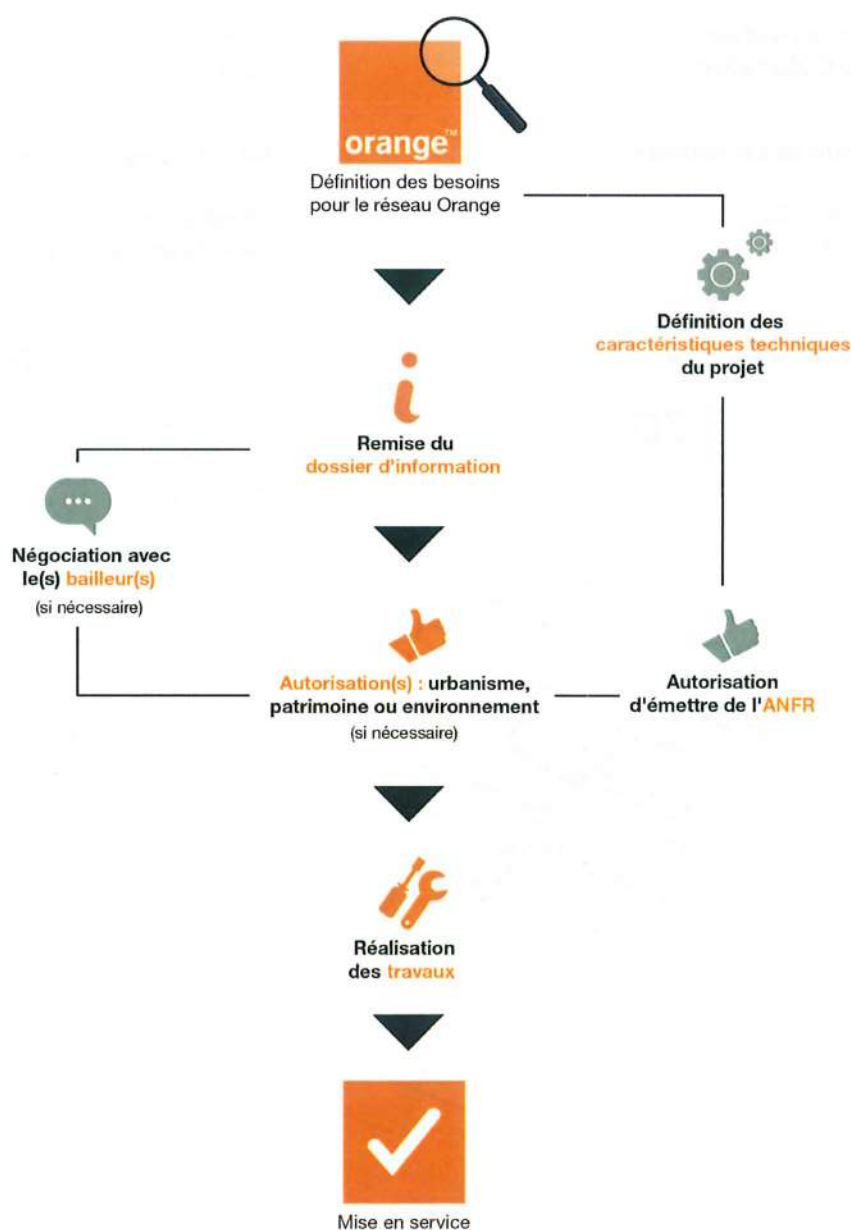 orange™
Définition des besoins
pour le réseau Orange
Définition des
caractéristiques techniques
du projet
Remise du
dossier d'information
Négociation avec
le(s) bailleur(s)
(si nécessaire)
Autorisation(s) : urbanisme,
patrimoine ou environnement
(si nécessaire)
Autorisation
d'émettre de l'ANFR
Réalisation
des travaux
Mise en service